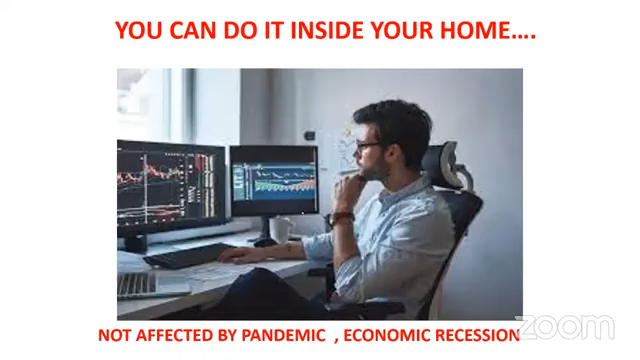 YOU CAN DO IT INSIDE YOUR HOME....
NOT AFFECTED BY PANDEMIC , ECONOMIC RECESSION
zoom